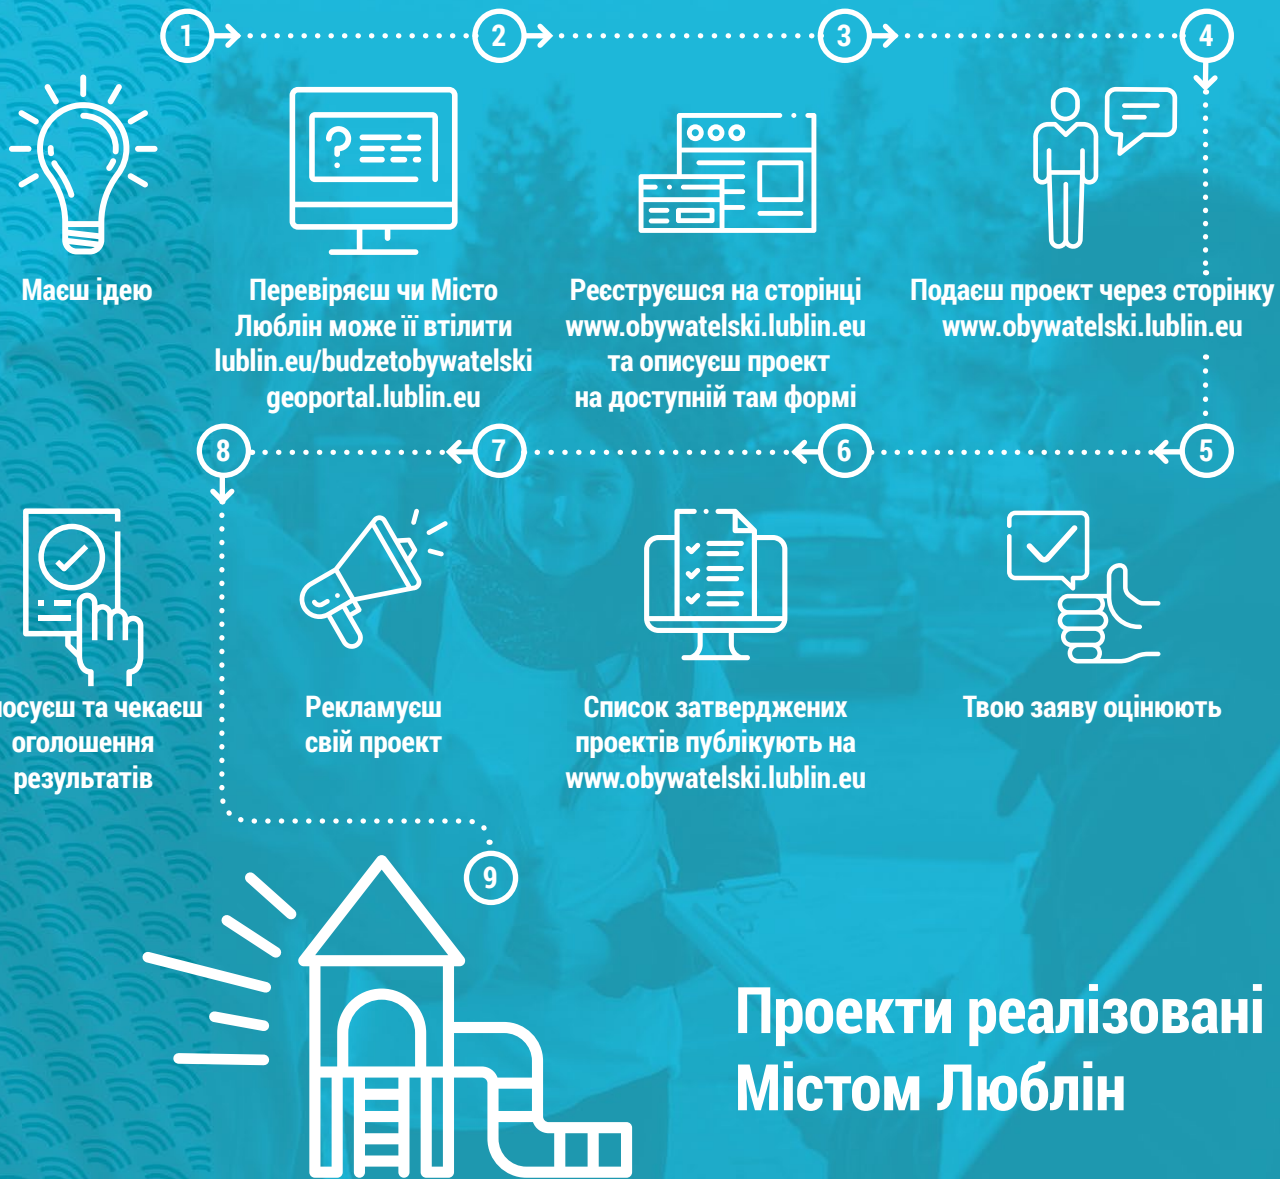 1
2
3
4
Маєш ідею
Перевіряєш чи Місто
Люблін може її втілити
lublin.eu/budzetobywatelski
geoportal.lublin.eu
Реєструєшся на сторінці
www.obywatelski.lublin.eu
та описуєш проект
на доступній там формі
Подаєш проект через сторінку
www.obywatelski.lublin.eu
5
6
7
8
Твою заяву оцінюють
Список затверджених
проектів публікують на
www.obywatelski.lublin.eu
Рекламуєш
свій проект
та чекаєш
оголошення
результатів
9
Проекти реалізовані
Містом Люблін